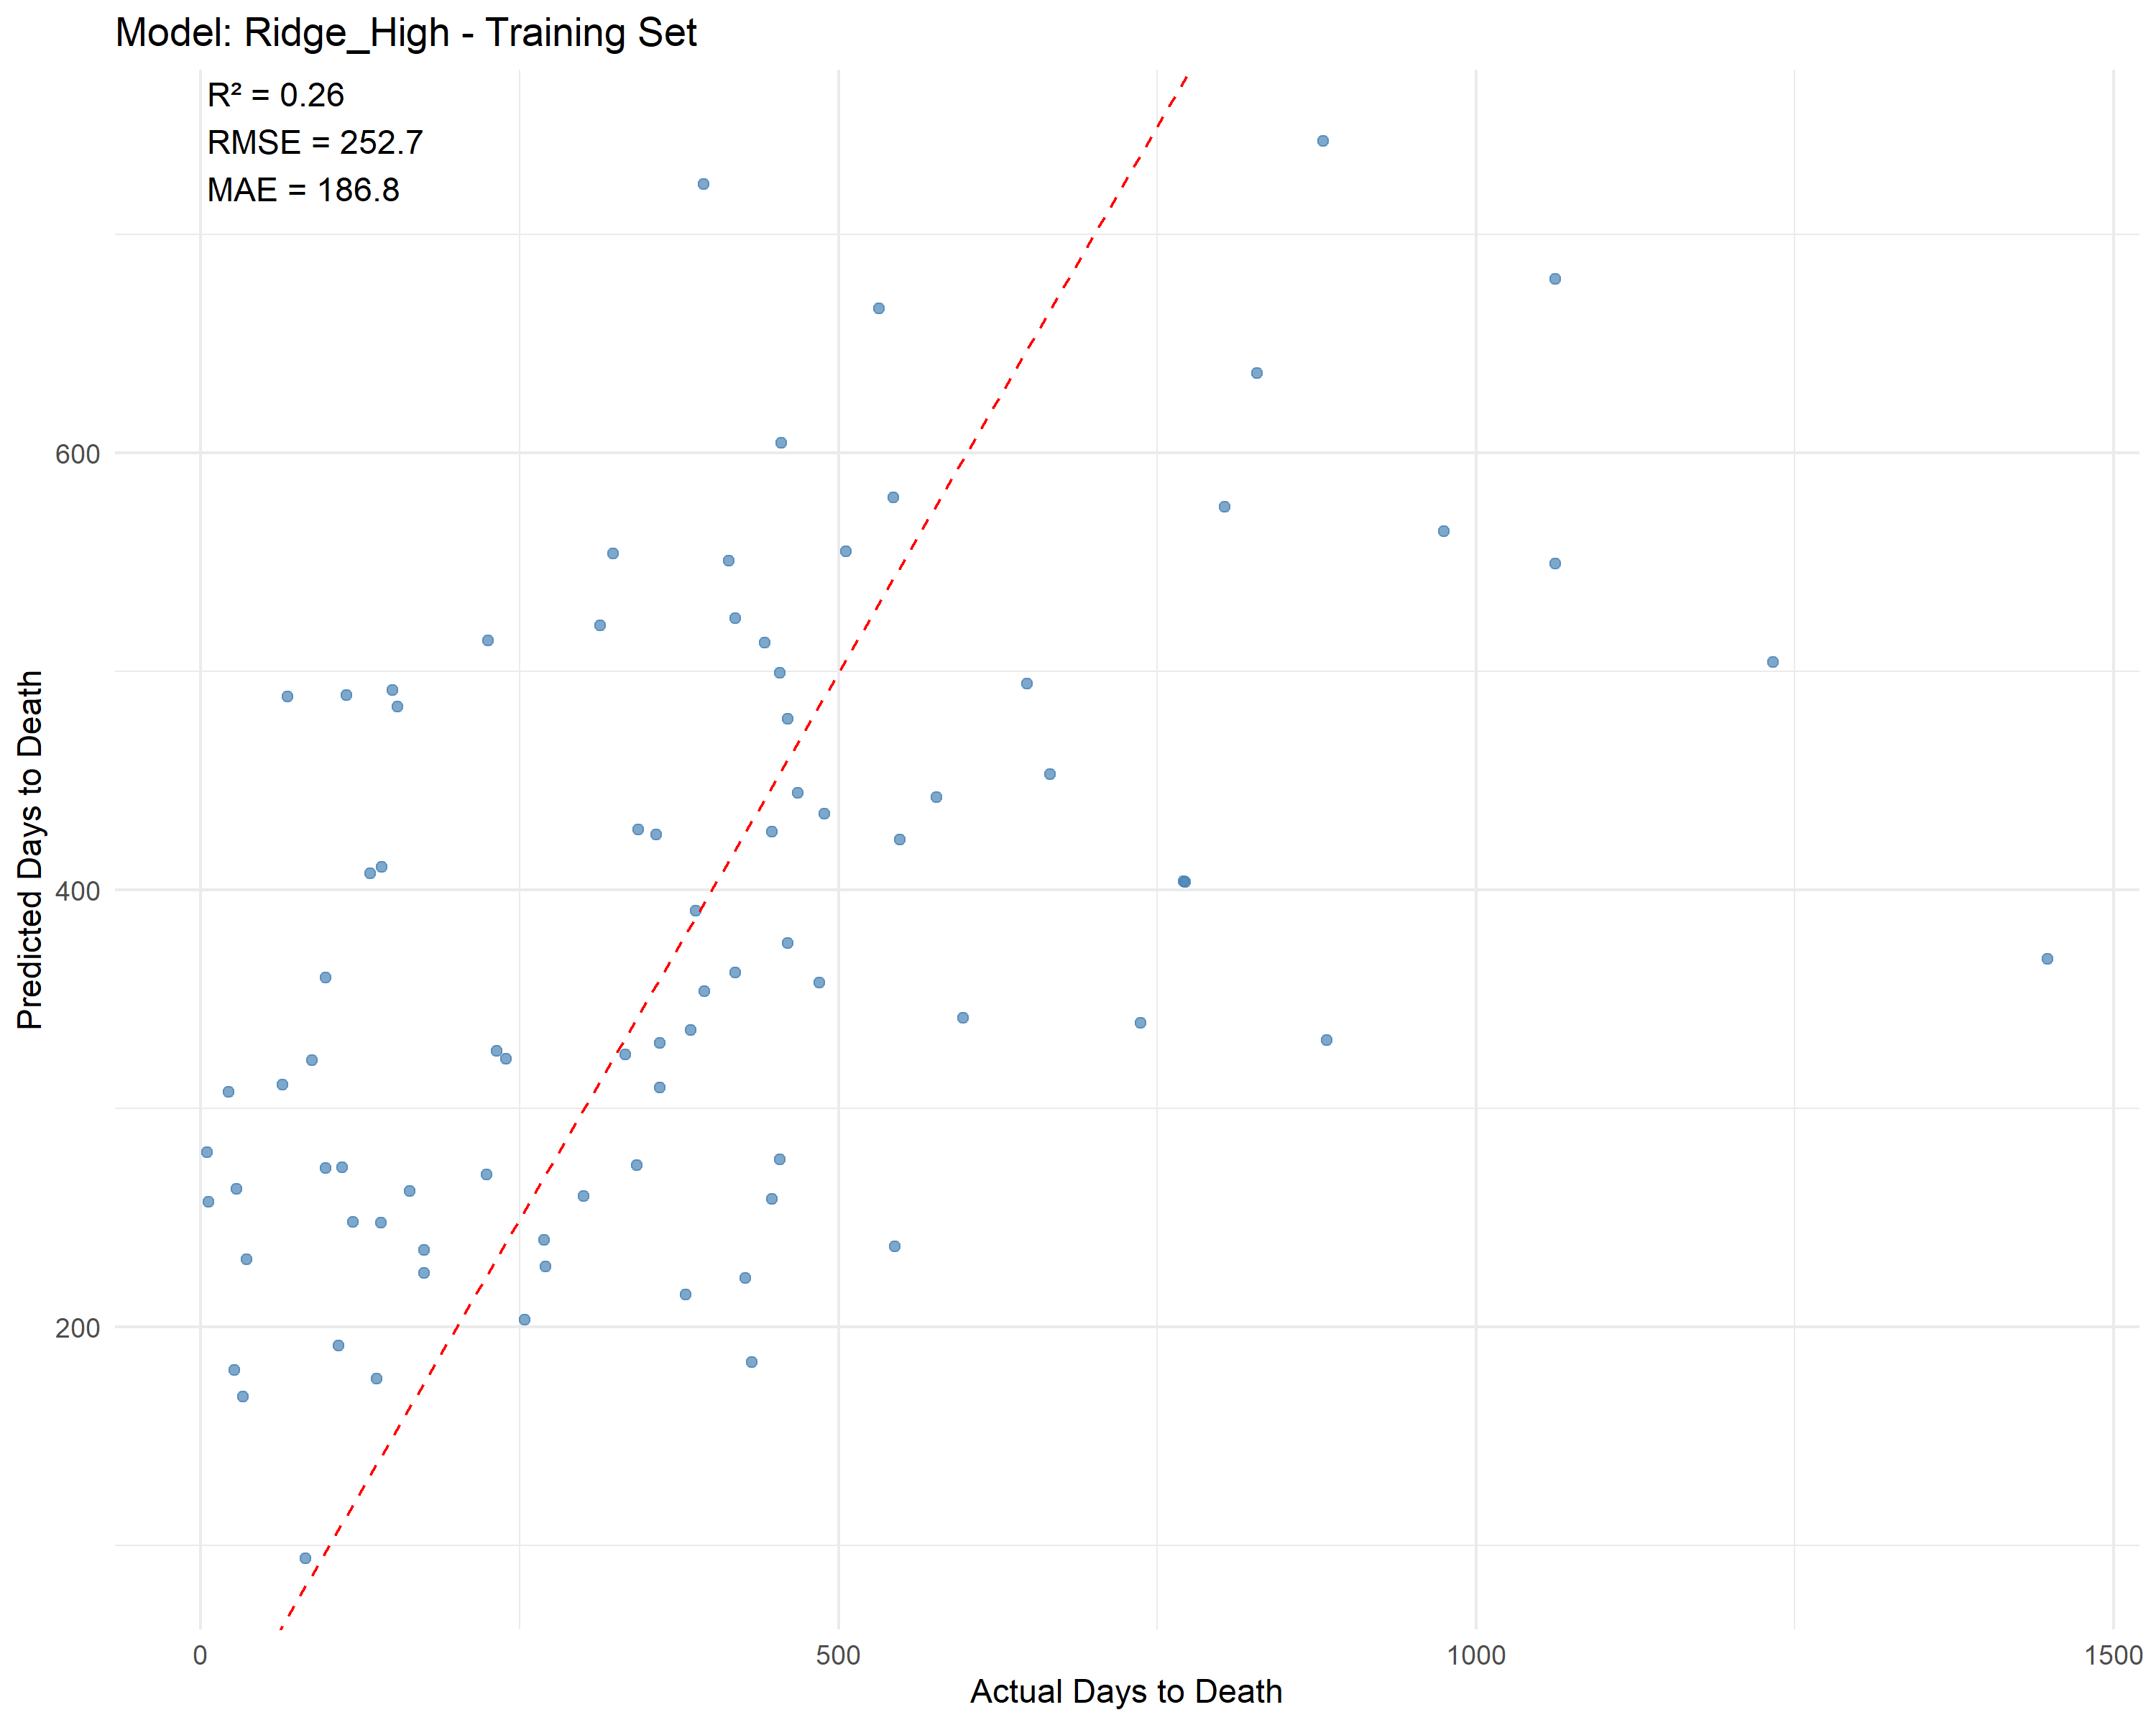 Model: Ridge_High - Training Set
R² = 0.26
RMSE = 252.7
MAE = 186.8
600
400
200
Predicted Days to Death
0
500
1000
1500
Actual Days to Death